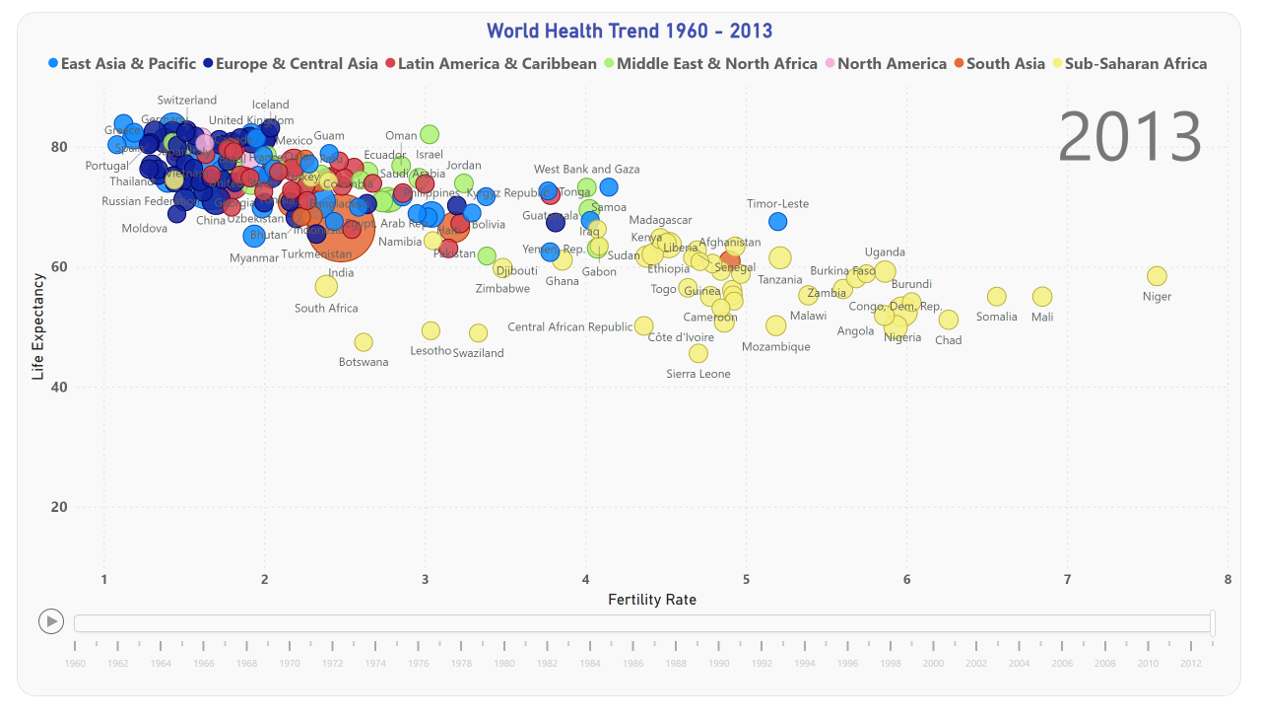 World Health Trend 1960 - 2013
East Asia & Pacific Europe & Central Asia Latin America & Caribbean Middle East & North Africa North America South Asia Sub-Saharan Africa
2013
Switzerland
Iceland
Germany
United Kingdom
Greece
Guam
Mexico
Oman
Spain
Ecuador
Israel
Portugal
Jordan
Saudi Arabia
West Bank and Gaza
Thailand
Vietnam
Turkey
Colombia
Philippines
Kyrgyz Republic
Tonga
Russian Federation
Georgia
Bangladesh
Samoa
Timor-Leste
China
Uzbekistan
Guatemala
Moldova
Egypt, Arab Rep.
Haiti
Bolivia
Madagascar
Bhutan
Indonesia
Iraq
Kenya
Namibia
Liberia
Afghanistan
Myanmar
Turkmenistan
Pakistan
Yemen, Rep.
Sudan
Uganda
India
Djibouti
Gabon
Ethiopia
Senegal
Burkina Faso
Zimbabwe
Ghana
Tanzania
Burundi
South Africa
Togo
Guinea
Zambia
Niger
Congo, Dem. Rep.
Cameroon
Malawi
Somalia
Mali
Central African Republic
Angola
Lesotho
Swaziland
Côte d'Ivoire
Nigeria
Chad
Botswana
Mozambique
Sierra Leone
80
60
40
20
Life Expectancy
1 2 3 4 5 6 7 8
Fertility Rate
1960 1962 1964 1966 1968 1970 1972 1974 1976 1978 1980 1982 1984 1986 1988 1990 1992 1994 1996 1998 2000 2002 2004 2006 2008 2010 2012